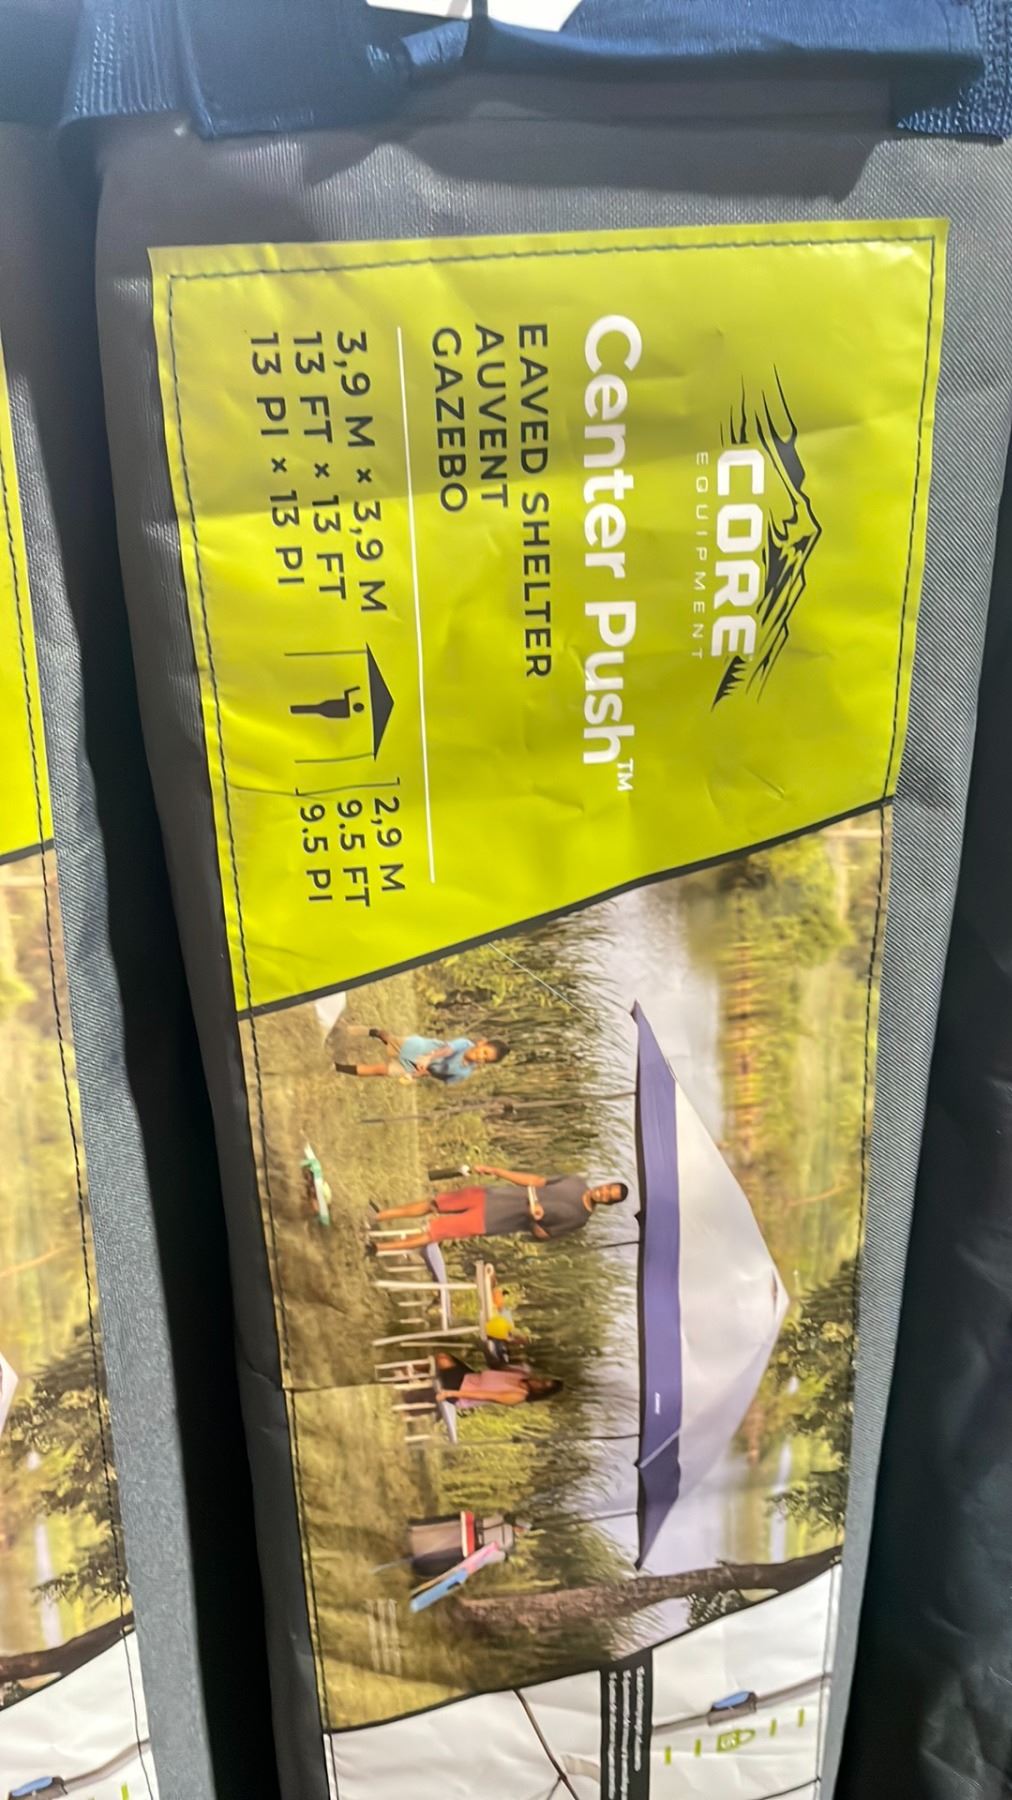 CORE
EQUIPMENT
Center Push™
EAVED SHELTER
AUVENT
GAZEBO
3,9 M × 3,9 M
13 FT × 13 FT
13 PI × 13 PI
2,9 M
9.5 FT
9.5 PI